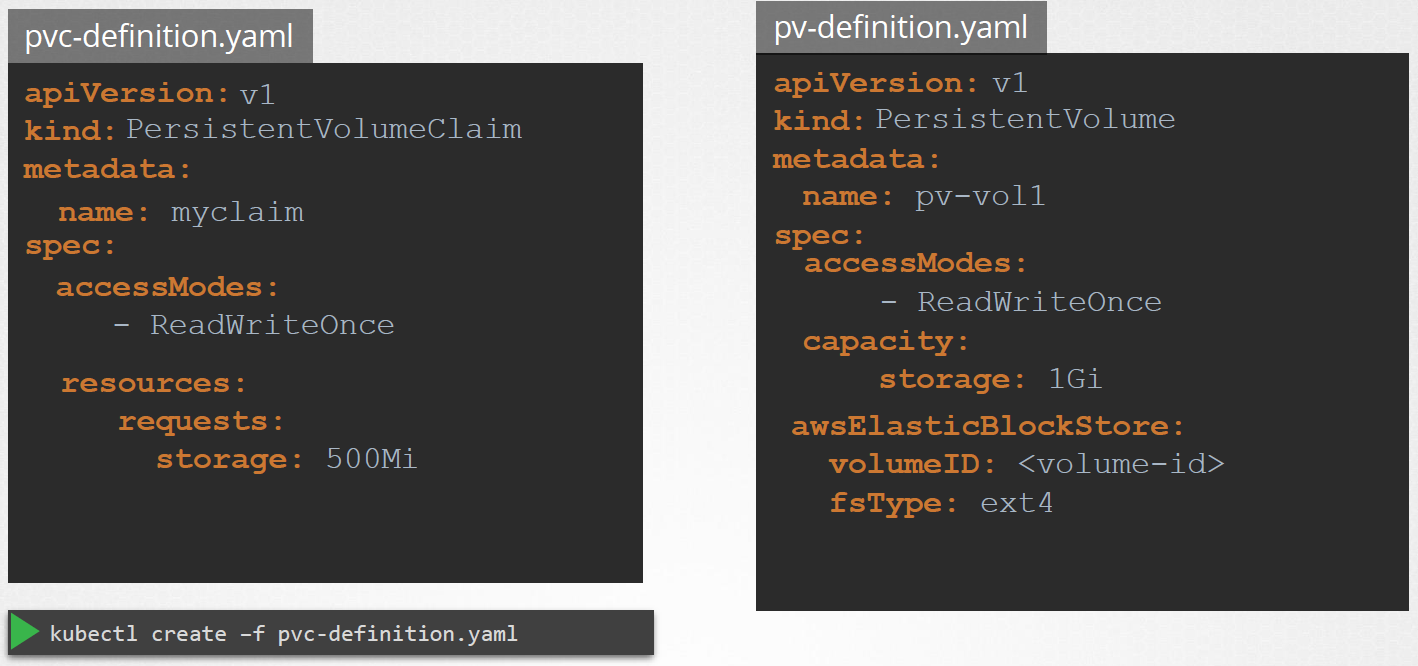 pvc-definition.yaml
apiVersion: v1
kind: PersistentVolumeClaim
metadata:
name: myclaim
spec:
accessModes:
- ReadWriteOnce
resources:
requests:
storage: 500Mi
kubectl create –f pvc-definition.yaml
pv-definition.yaml
apiVersion: v1
kind: PersistentVolume
metadata:
name: pv-vol1
spec:
accessModes:
- ReadWriteOnce
capacity:
storage: 1Gi
awsElasticBlockStore:
volumeID: <volume-id>
fsType: ext4